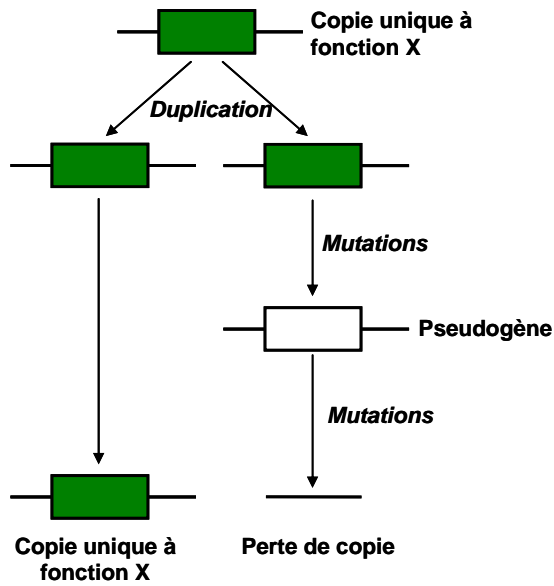 Copie unique à
fonction X
Duplication
Mutations
Pseudogène
Mutations
Copie unique à
fonction X
Perte de copie